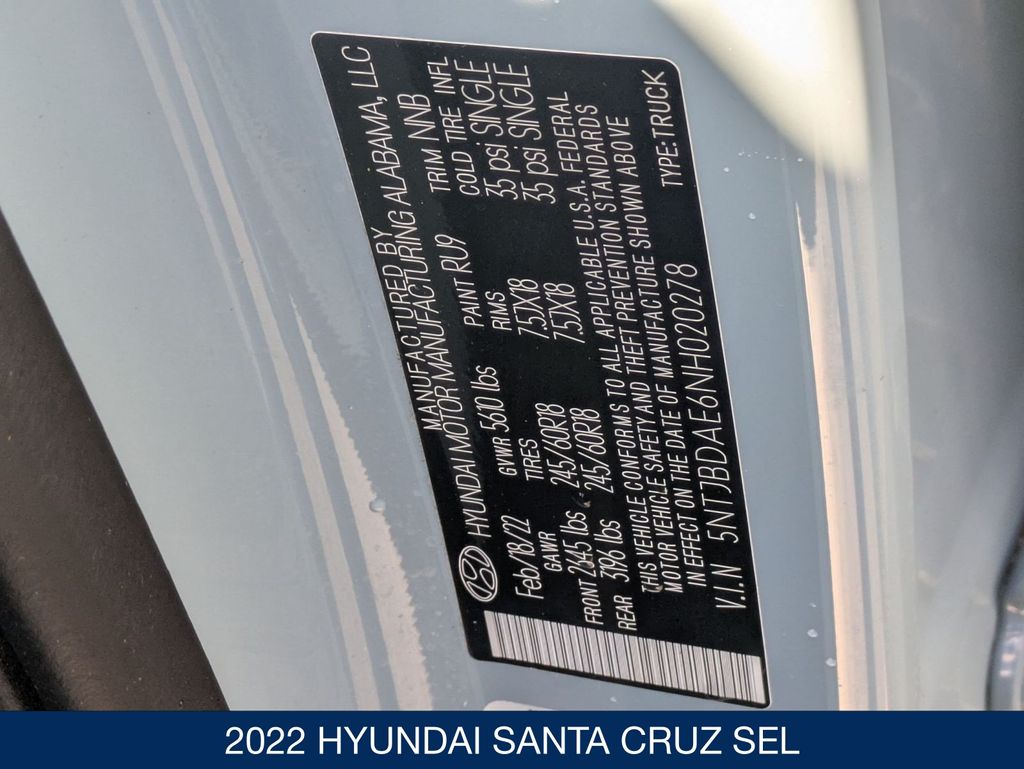 MANUFACTURED BY
HYUNDAI MOTOR MANUFACTURING ALABAMA, LLC
Feb/18/22 GVWR 5610 lbs PAINT RU9 TRIM NNB
GAWR TIRES RIMS COLD TIRE INFL
FRONT 2545 lbs 245/60R18 7.5JX18 35 psi SINGLE
REAR 3196 lbs 245/60R18 7.5JX18 35 psi SINGLE
THIS VEHICLE CONFORMS TO ALL APPLICABLE U.S.A. FEDERAL
MOTOR VEHICLE SAFETY AND THEFT PREVENTION STANDARDS
IN EFFECT ON THE DATE OF MANUFACTURE SHOWN ABOVE
V.I.N 5NTJBDAE6NH020278 TYPE: TRUCK
2022 HYUNDAI SANTA CRUZ SEL